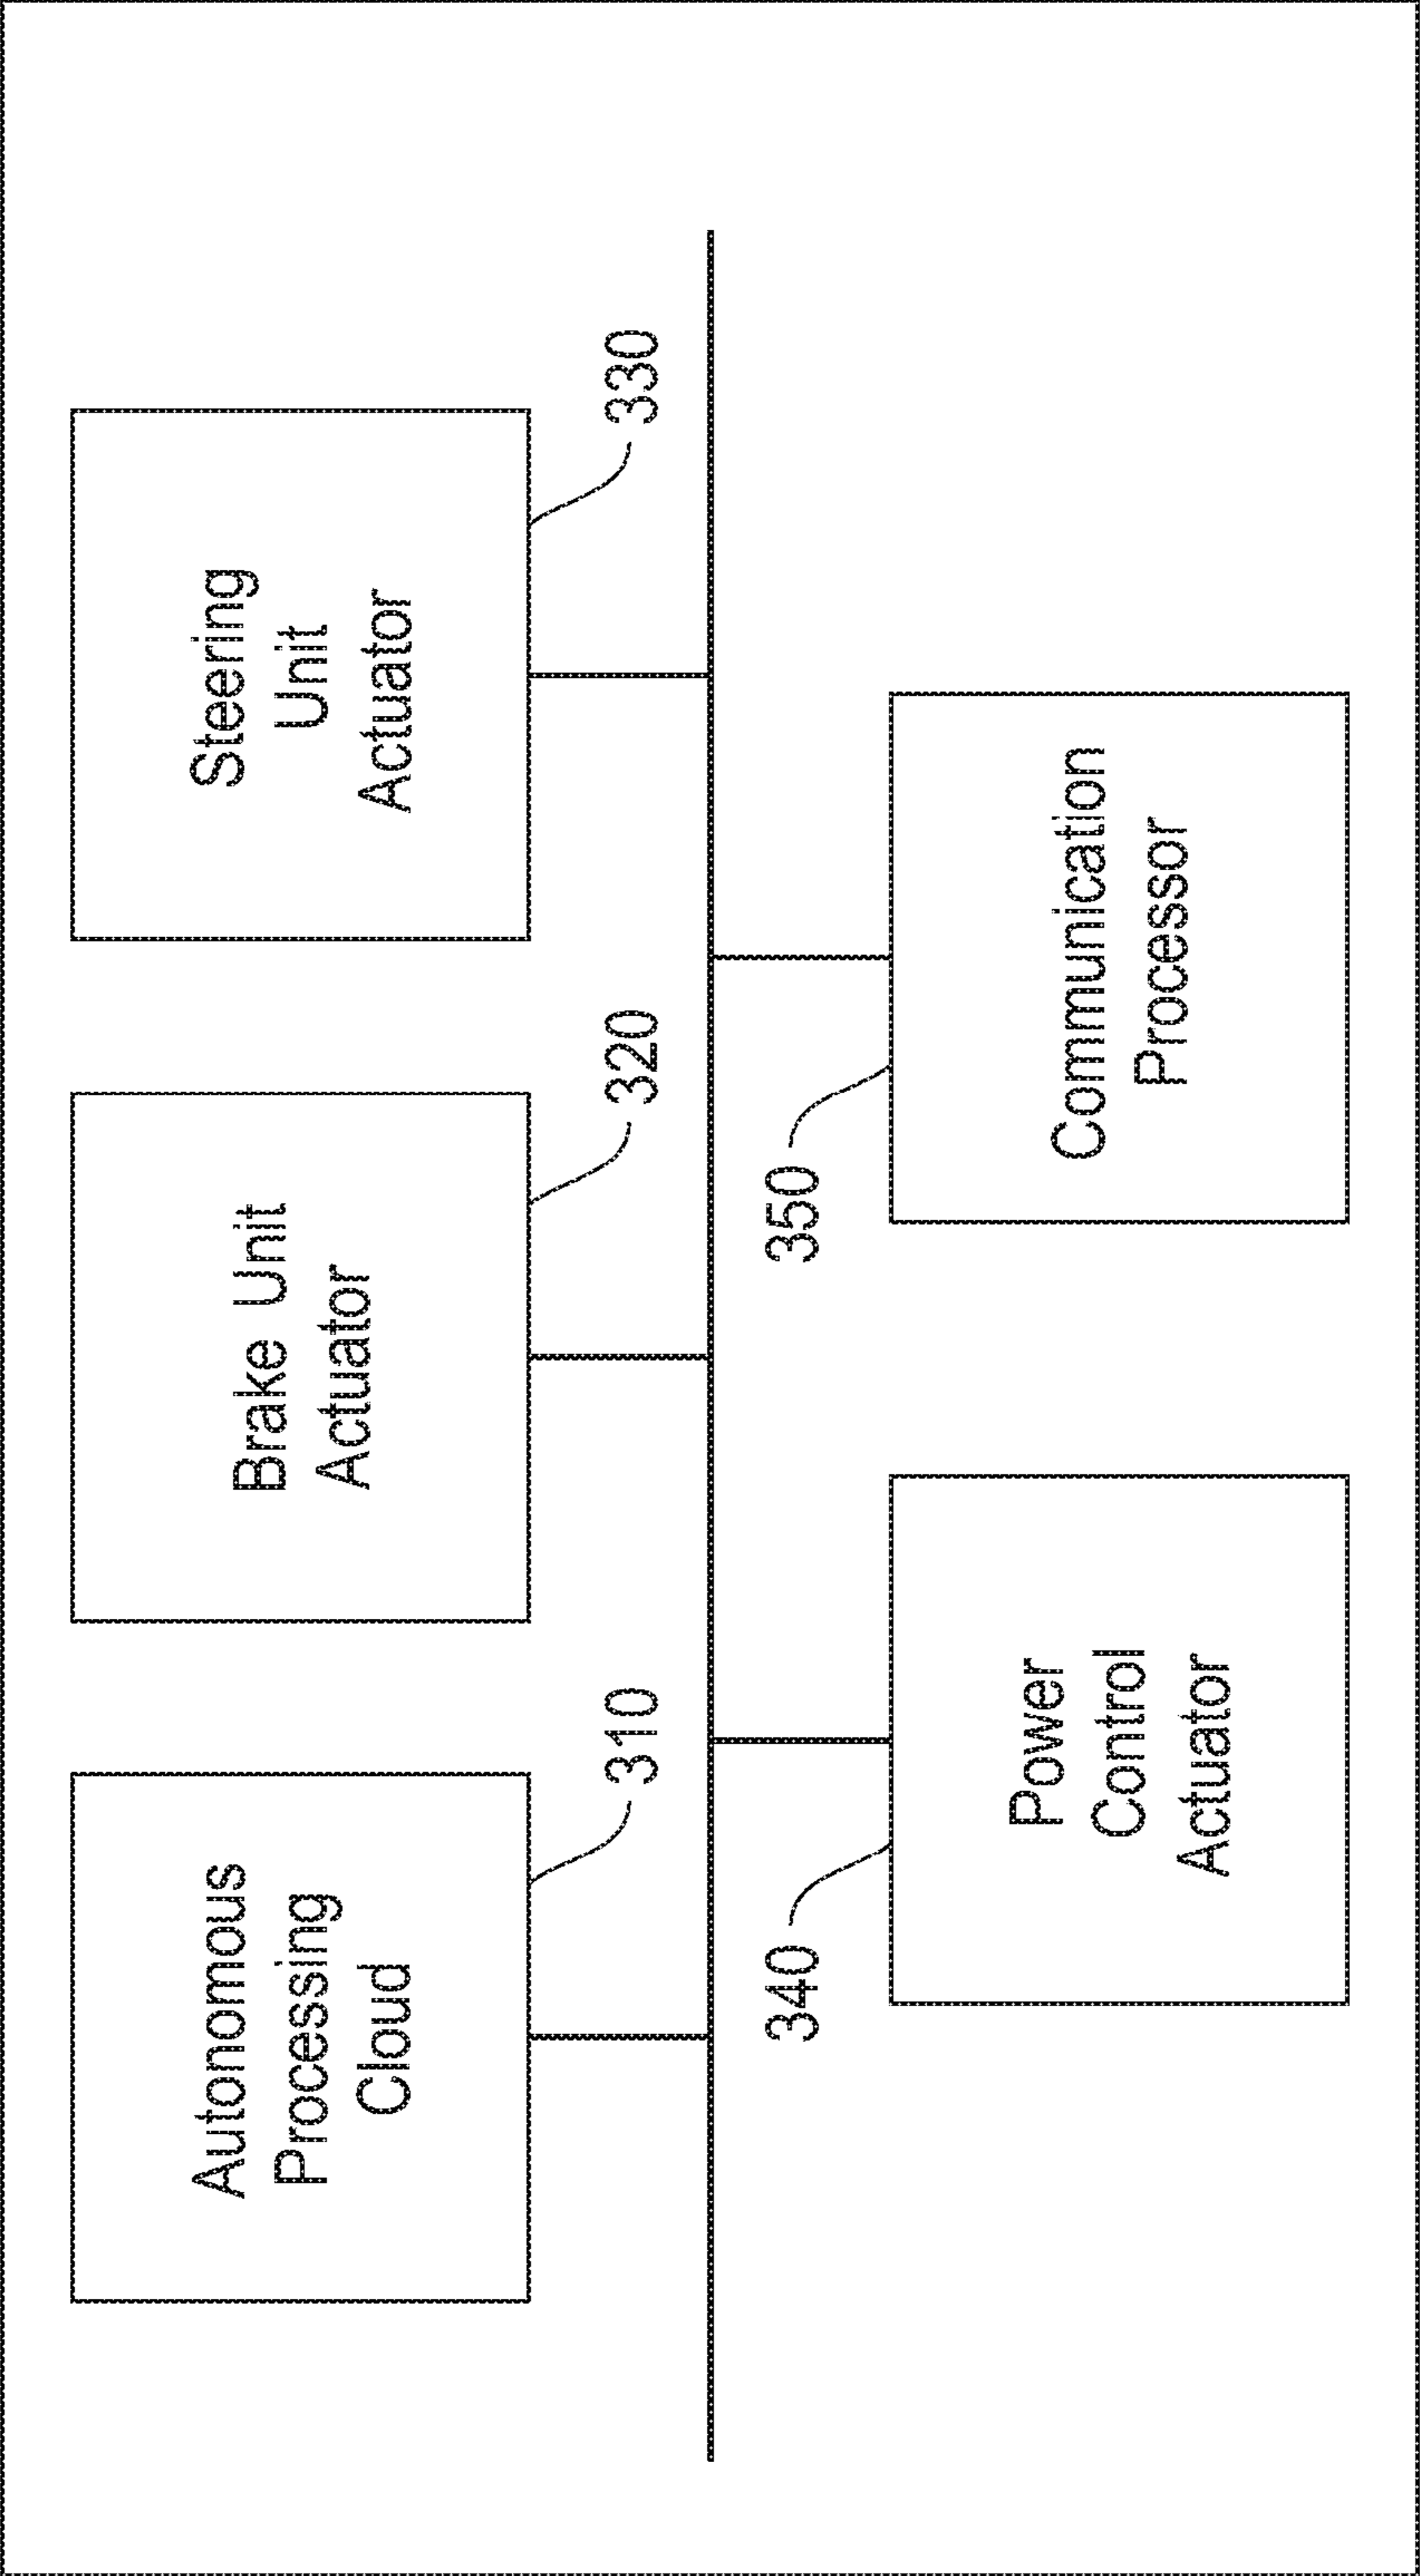 Autonomous
Processing
Cloud
310
Brake Unit
Actuator
320
Steering
Unit
Actuator
330
340
Power
Control
Actuator
350
Communication
Processor